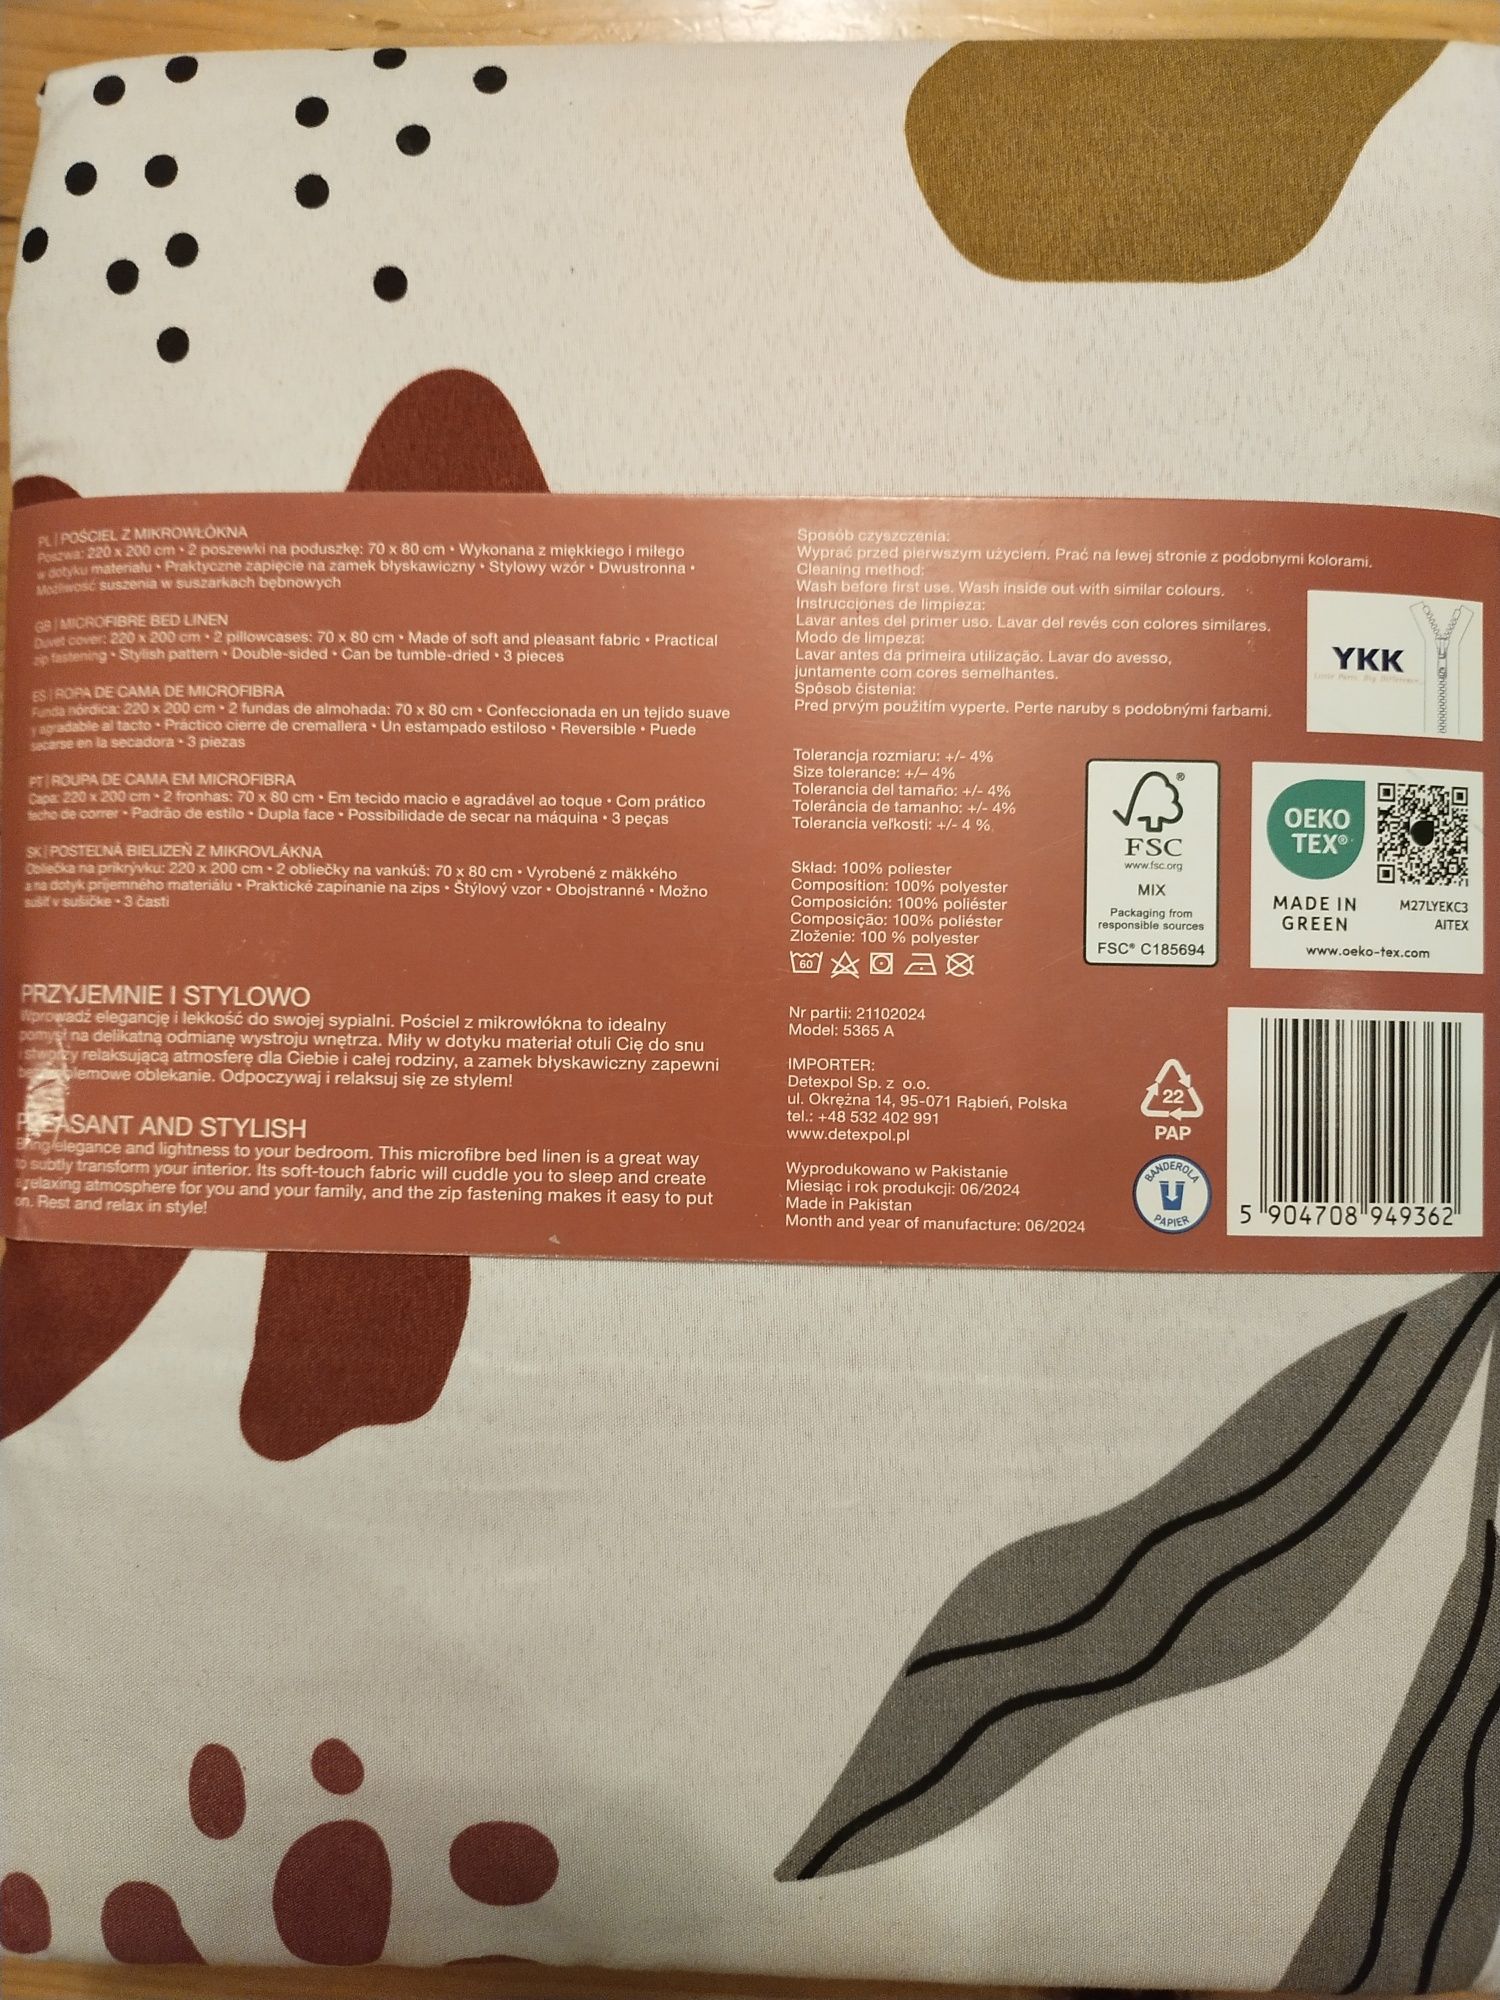 PL | POŚCIEL Z MIKROWŁÓKNA
Poszwa: 220 x 200 cm • 2 poszewki na poduszkę: 70 x 80 cm • Wykonana z miękkiego i miłego
w dotyku materiału • Praktyczne zapięcie na zamek błyskawiczny • Stylowy wzór • Dwustronna •
Możliwość suszenia w suszarkach bębnowych
GB | MICROFIBRE BED LINEN
Duvet cover: 220 x 200 cm • 2 pillowcases: 70 x 80 cm • Made of soft and pleasant fabric • Practical
zip fastening • Stylish pattern • Double-sided • Can be tumble-dried • 3 pieces
ES | ROPA DE CAMA DE MICROFIBRA
Funda nórdica: 220 x 200 cm • 2 fundas de almohada: 70 x 80 cm • Confeccionada en un tejido suave
y agradable al tacto • Práctico cierre de cremallera • Un estampado estiloso • Reversible • Puede
secarse en la secadora • 3 piezas
PT | ROUPA DE CAMA EM MICROFIBRA
Capa: 220 x 200 cm • 2 fronhas: 70 x 80 cm • Em tecido macio e agradável ao toque • Com prático
fecho de correr • Padrão de estilo • Dupla face • Possibilidade de secar na máquina • 3 peças
SK | POSTEĽNÁ BIELIZEŇ Z MIKROVLÁKNA
Obliečka na prikrývku: 220 x 200 cm • 2 obliečky na vankúš: 70 x 80 cm • Vyrobené z mäkkého
a na dotyk príjemného materiálu • Praktické zapínanie na zips • Štýlový vzor • Obojstranné • Možno
sušiť v sušičke • 3 časti
PRZYJEMNIE I STYLOWO
Wprowadź elegancję i lekkość do swojej sypialni. Pościel z mikrowłókna to idealny
pomysł na delikatną odmianę wystroju wnętrza. Miły w dotyku materiał otuli Cię do snu
i stworzy relaksującą atmosferę dla Ciebie i całej rodziny, a zamek błyskawiczny zapewni
oblekanie. Odpoczywaj i relaksuj się ze stylem!
PLEASANT AND STYLISH
Bring elegance and lightness to your bedroom. This microfibre bed linen is a great way
to subtly transform your interior. Its soft-touch fabric will cuddle you to sleep and create
a relaxing atmosphere for you and your family, and the zip fastening makes it easy to put
on. Rest and relax in style!
Sposób czyszczenia:
Wyprać przed pierwszym użyciem. Prać na lewej stronie z podobnymi kolorami.
Cleaning method:
Wash before first use. Wash inside out with similar colours.
Instrucciones de limpieza:
Lavar antes del primer uso. Lavar del revés con colores similares.
Modo de limpeza:
Lavar antes da primeira utilização. Lavar do avesso,
juntamente com cores semelhantes.
Spôsob čistenia:
Pred prvým použitím vyperte. Perte naruby s podobnými farbami.
Tolerancja rozmiaru: +/- 4%
Size tolerance: +/- 4%
Tolerancia del tamaño: +/- 4%
Tolerância de tamanho: +/- 4%
Tolerancia veľkosti: +/- 4 %
Skład: 100% poliester
Composition: 100% polyester
Composición: 100% poliéster
Composição: 100% poliéster
Zloženie: 100 % polyester
60
Nr partii: 21102024
Model: 5365 A
IMPORTER:
Detexpol Sp. z o.o.
ul. Okrężna 14, 95-071 Rąbień, Polska
tel.: +48 532 402 991
www.detexpol.pl
Wyprodukowano w Pakistanie
Miesiąc i rok produkcji: 06/2024
Made in Pakistan
Month and year of manufacture: 06/2024
YKK
Little Parts. Big Difference.
®
FSC
www.fsc.org
MIX
Packaging from
responsible sources
FSC® C185694
OEKO
TEX®
MADE IN
GREEN
M27LYEKC3
AITEX
www.oeko-tex.com
22
PAP
BANDEROLA
PAPIER
5 904708 949362